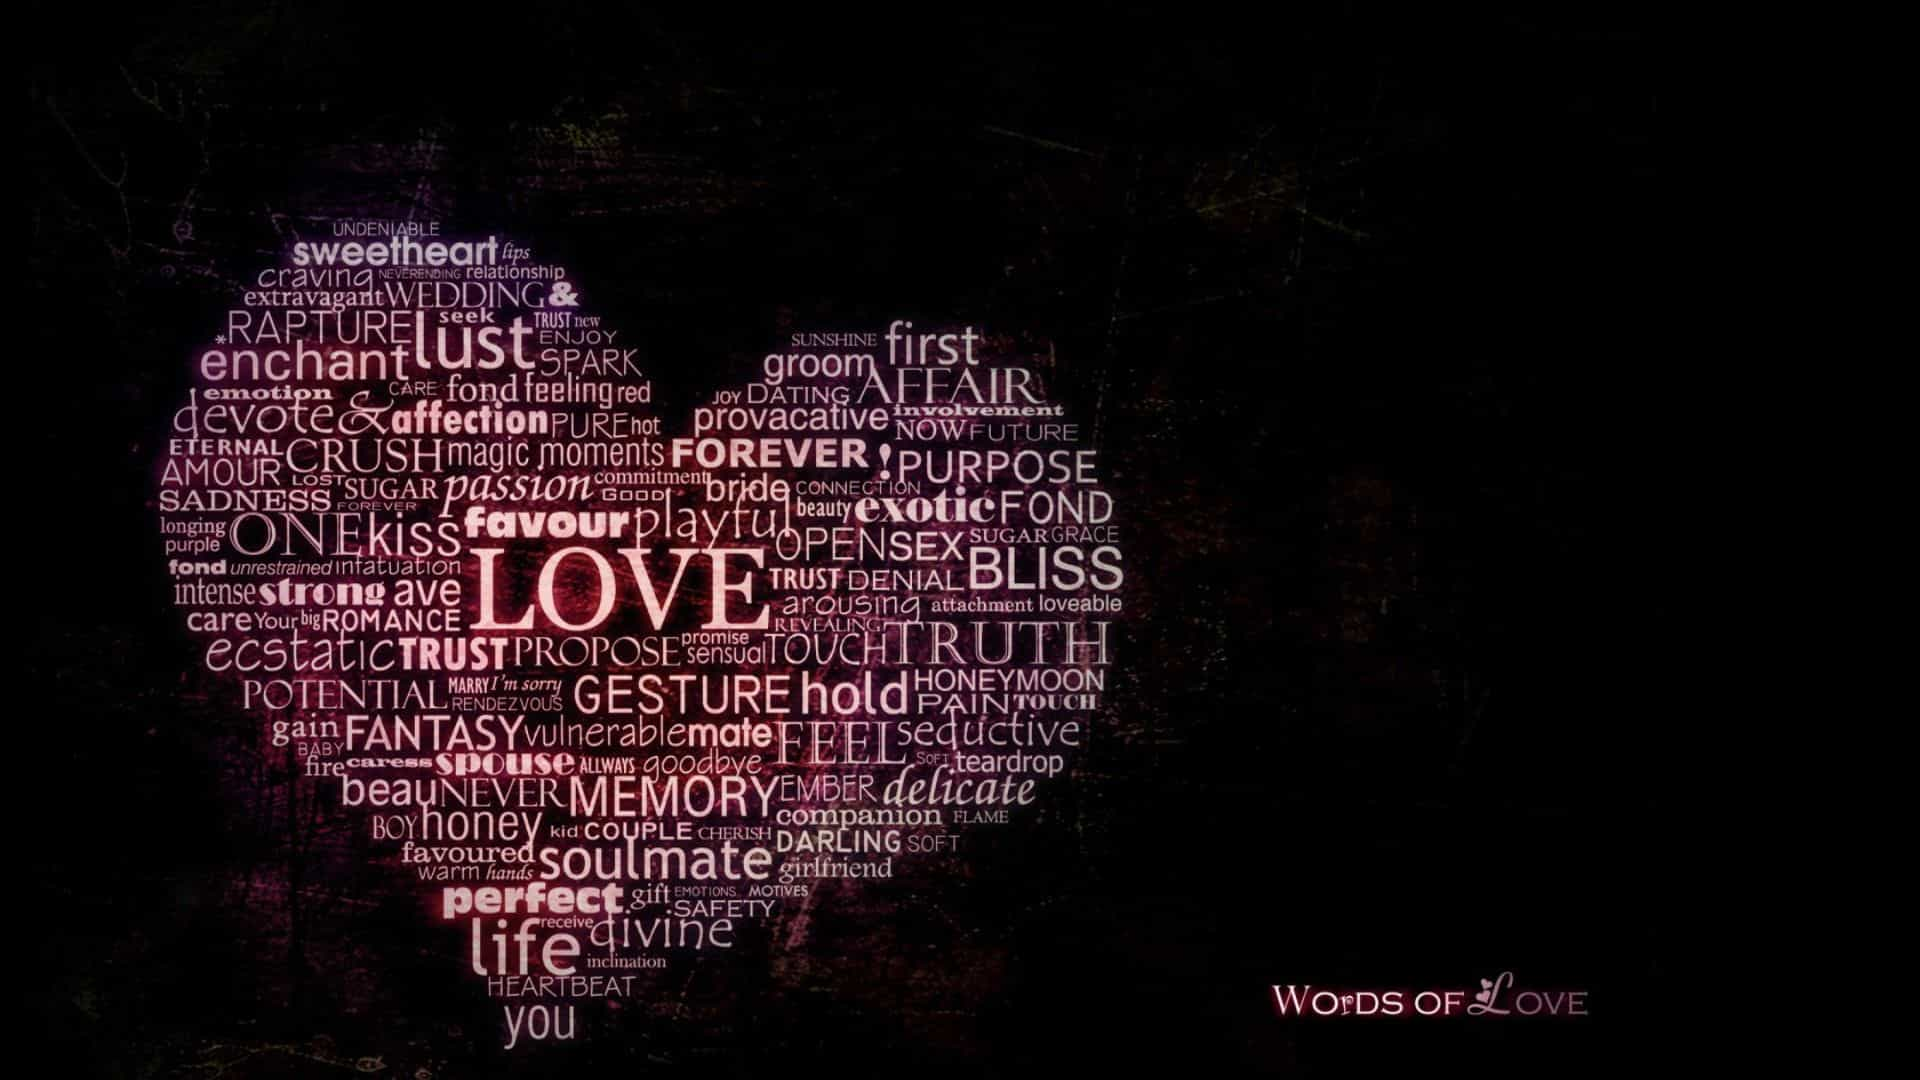 UNDENIABLE
sweetheart lips
craving NEVERENDING relationship
extravagant WEDDING &
*RAPTURE lust seek TRUST new
ENJOY
enchant SPARK
SUNSHINE first
groom
emotion CARE fond feeling red
JOY DATING AFFAIR
devote & affection PURE hot
provacative involvement
NOW FUTURE
ETERNAL CRUSH magic moments FOREVER ! PURPOSE
AMOUR LOST SUGAR passion commitment bride CONNECTION
SADNESS FOREVER GOOD beauty exotic FOND
longing ONE kiss favour playful OPEN SEX SUGAR GRACE
purple
fond unrestrained infatuation LOVE TRUST DENIAL BLISS
intense strong ave arousing attachment loveable
care Your big ROMANCE REVEALING
ecstatic TRUST PROPOSE promise sensual TOUCH TRUTH
POTENTIAL MARRY I'm sorry GESTURE hold HONEYMOON
RENDEZVOUS PAIN TOUCH
gain FANTASY vulnerable mate FEEL seductive
BABY
fire caress spouse ALLWAYS goodbye SOFT teardrop
beau NEVER MEMORY EMBER delicate
BOY honey kid COUPLE CHERISH companion FLAME
DARLING SOFT
favoured soulmate girlfriend
warm hands
perfect gift EMOTIONS MOTIVES
SAFETY
life receive divine
inclination
HEARTBEAT
you
WORDS OF LOVE